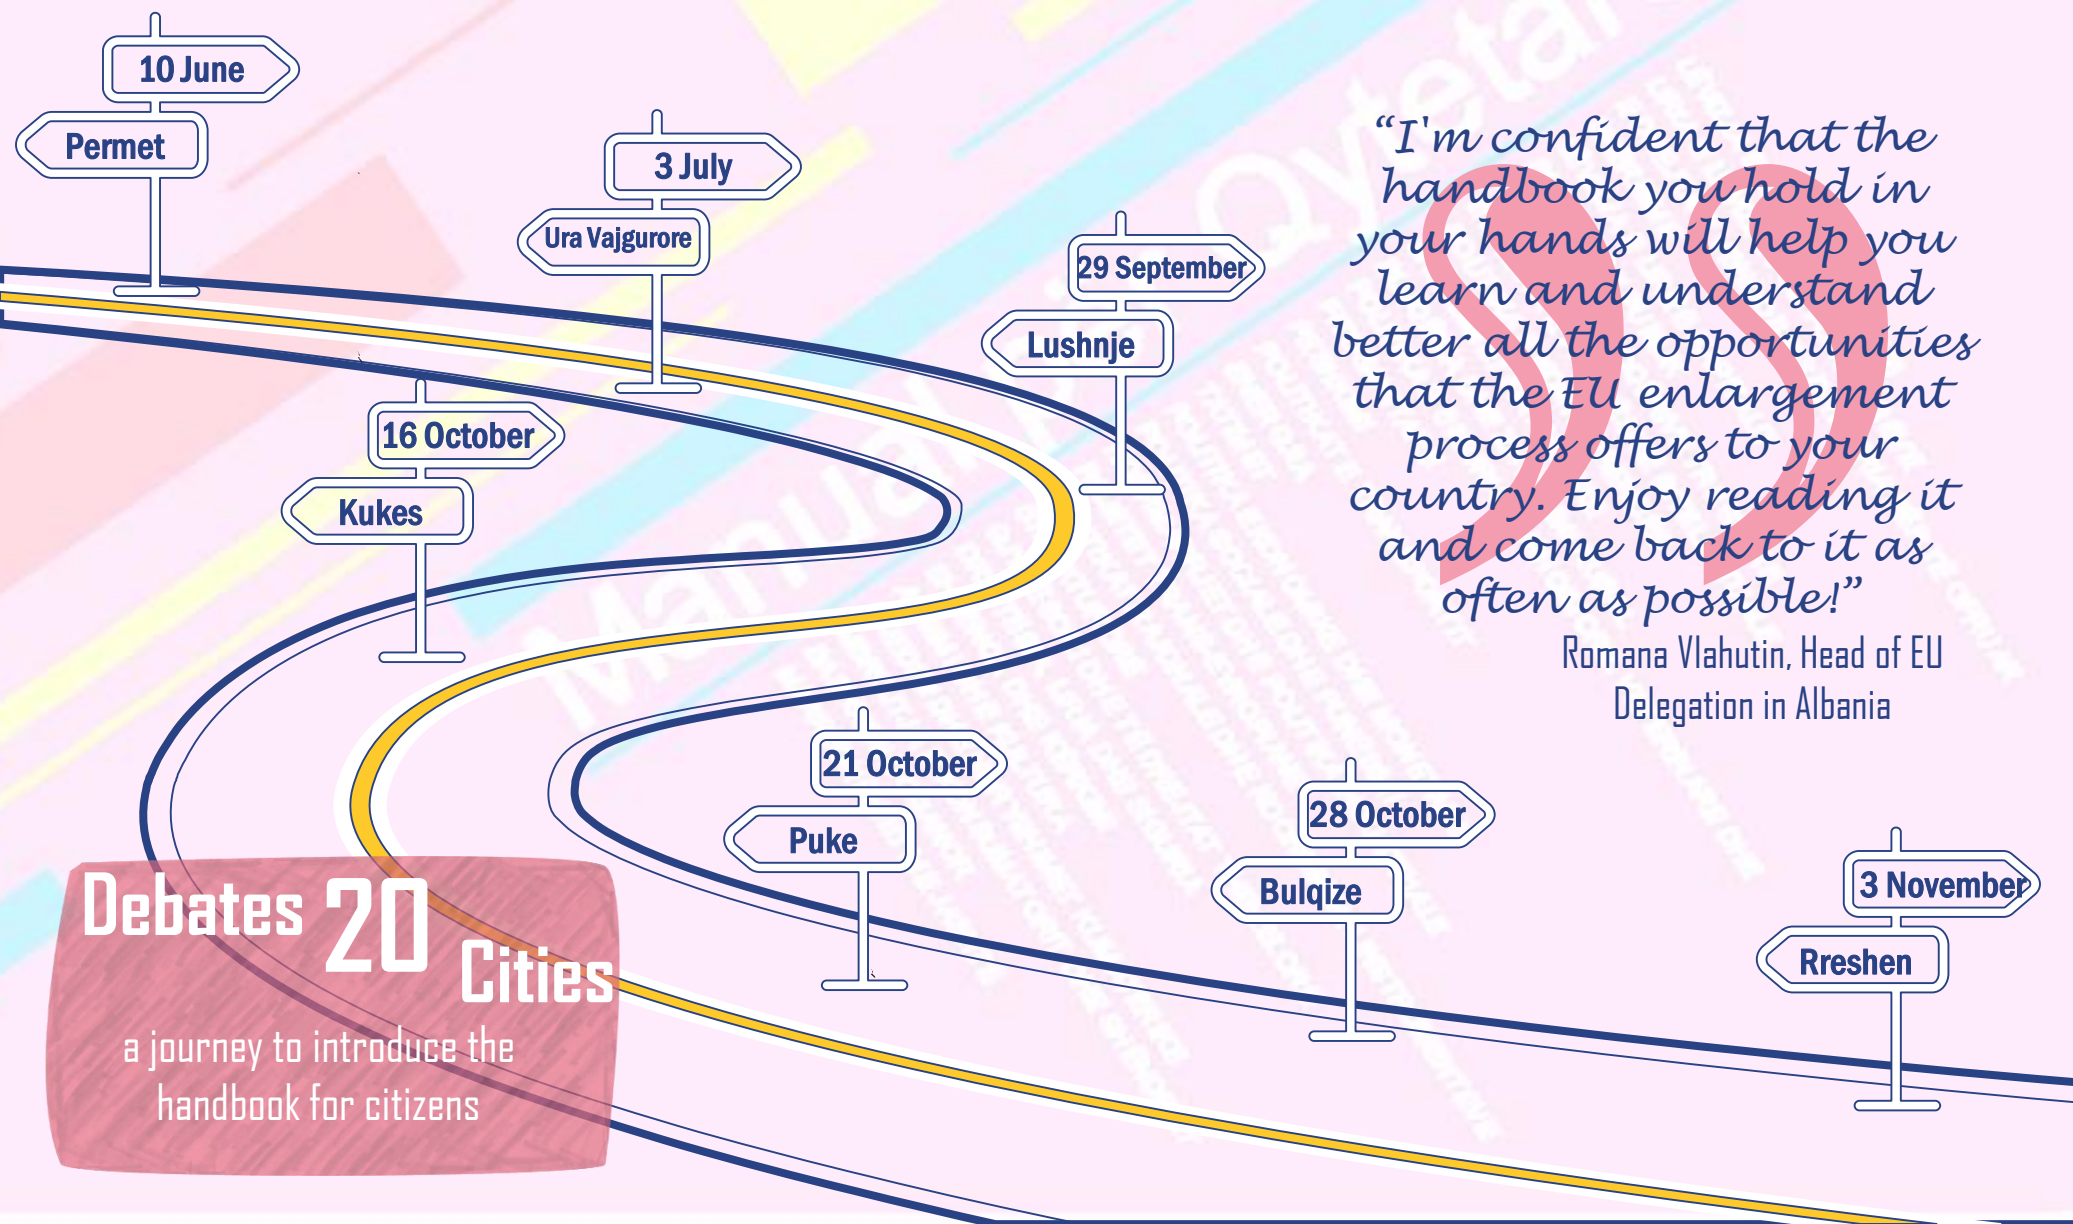 10 June
Permet
3 July
Ura Vajgurore
29 September
Lushnje
16 October
Kukes
21 October
Puke
28 October
Bulqize
3 November
Rreshen
“I'm confident that the
handbook you hold in
your hands will help you
learn and understand
better all the opportunities
that the EU enlargement
process offers to your
country. Enjoy reading it
and come back to it as
often as possible!”
Romana Vlahutin, Head of EU
Delegation in Albania
Debates 20
Cities
a journey to introduce the
handbook for citizens